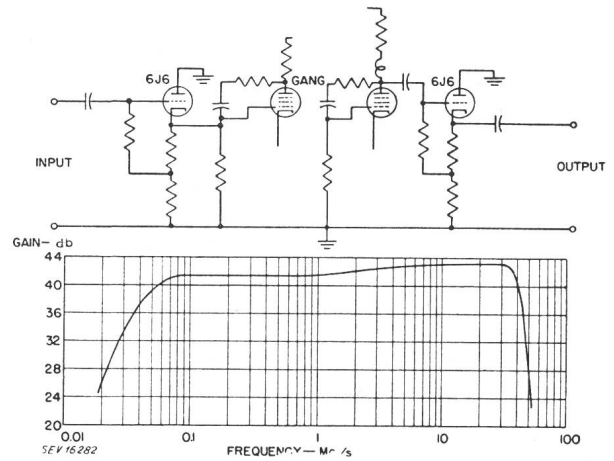 6J6
GANG
6J6
INPUT
OUTPUT
GAIN— db
44
40
36
32
28
24
20
0.01
0.1
1
10
100
SEV 16282
FREQUENCY— Mc/s